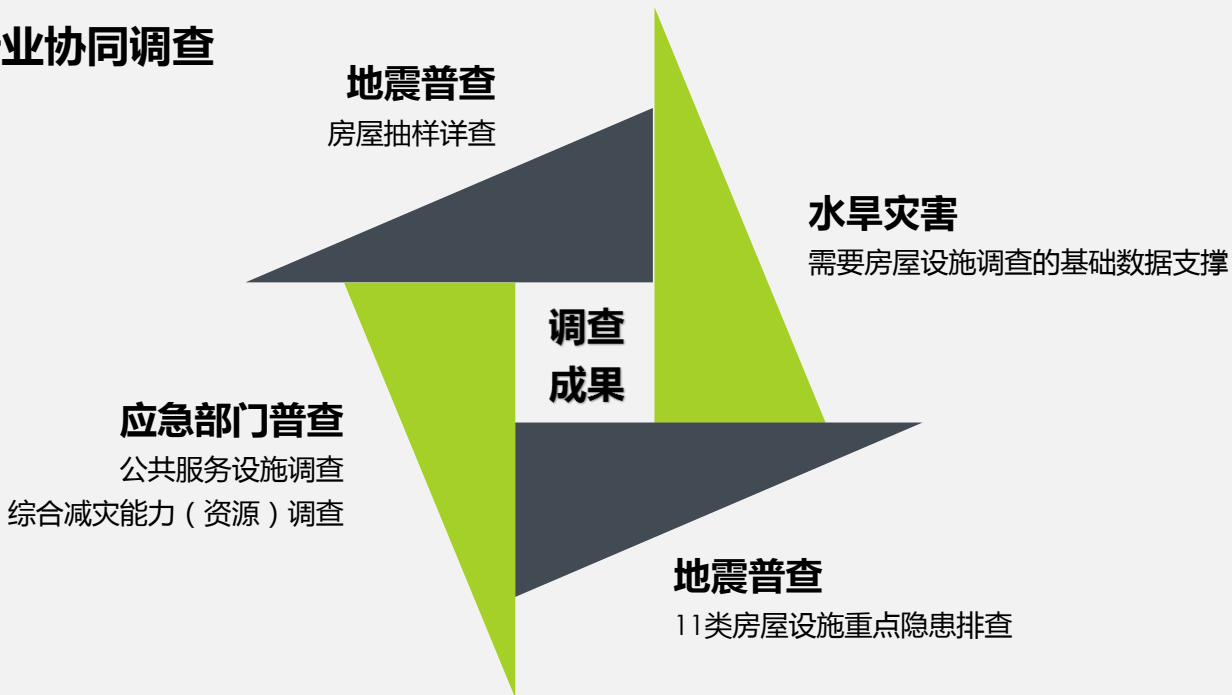 业协同调查
地震普查
房屋抽样详查
水旱灾害
需要房屋设施调查的基础数据支撑
调查
成果
应急部门普查
公共服务设施调查
综合减灾能力（资源）调查
地震普查
11类房屋设施重点隐患排查